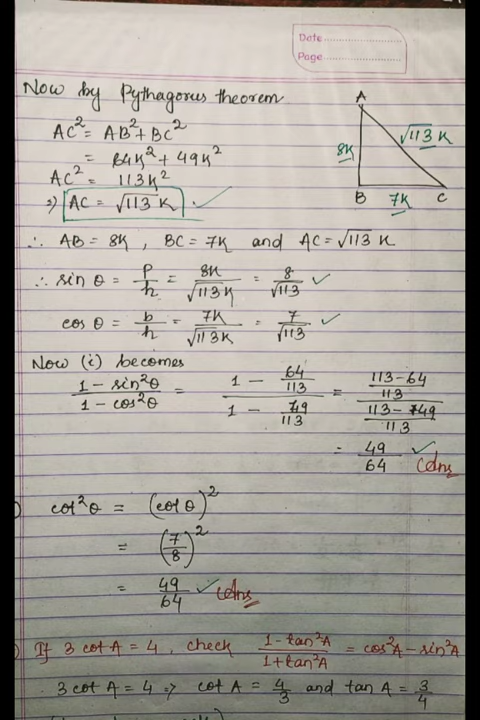 Date
Page
Now by Pythagorus theorem
AC² = AB² + BC²
= 64K² + 49K²
AC² = 113K²
⇒ AC = √113 K
A
8K
√113 K
B
7K
C
∴ AB = 8K, BC = 7K and AC = √113 K
∴ sin θ = P/h = 8K/√113K = 8/√113
cos θ = b/h = 7K/√113K = 7/√113
Now (i) becomes
1 - sin²θ / 1 - cos²θ = (1 - 64/113) / (1 - 49/113) = ((113-64)/113) / ((113-49)/113)
= 49/64 Ans
) cot²θ = (cot θ)²
= (7/8)²
= 49/64 Ans
) If 3 cot A = 4, check 1-tan²A / 1+tan²A = cos²A - sin²A
3 cot A = 4 ⇒ cot A = 4/3 and tan A = 3/4